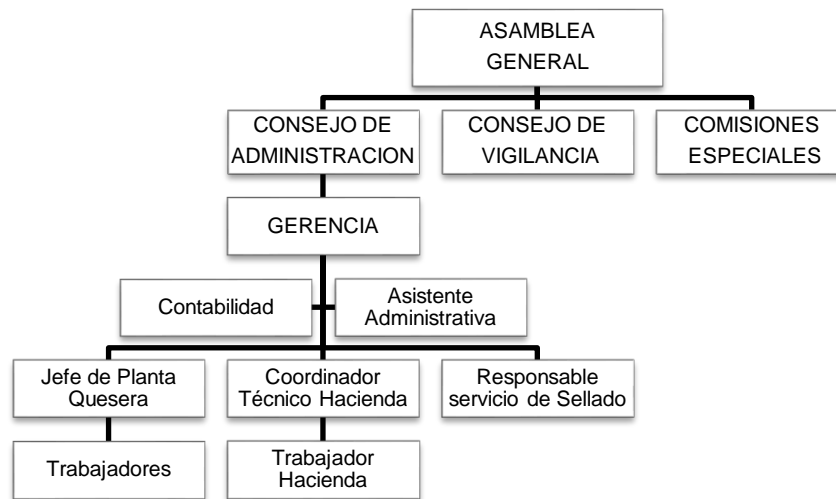 ASAMBLEA
GENERAL
CONSEJO DE
ADMINISTRACION
CONSEJO DE
VIGILANCIA
COMISIONES
ESPECIALES
GERENCIA
Contabilidad
Asistente
Administrativa
Jefe de Planta
Quesera
Coordinador
Técnico Hacienda
Responsable
servicio de Sellado
Trabajadores
Trabajador
Hacienda